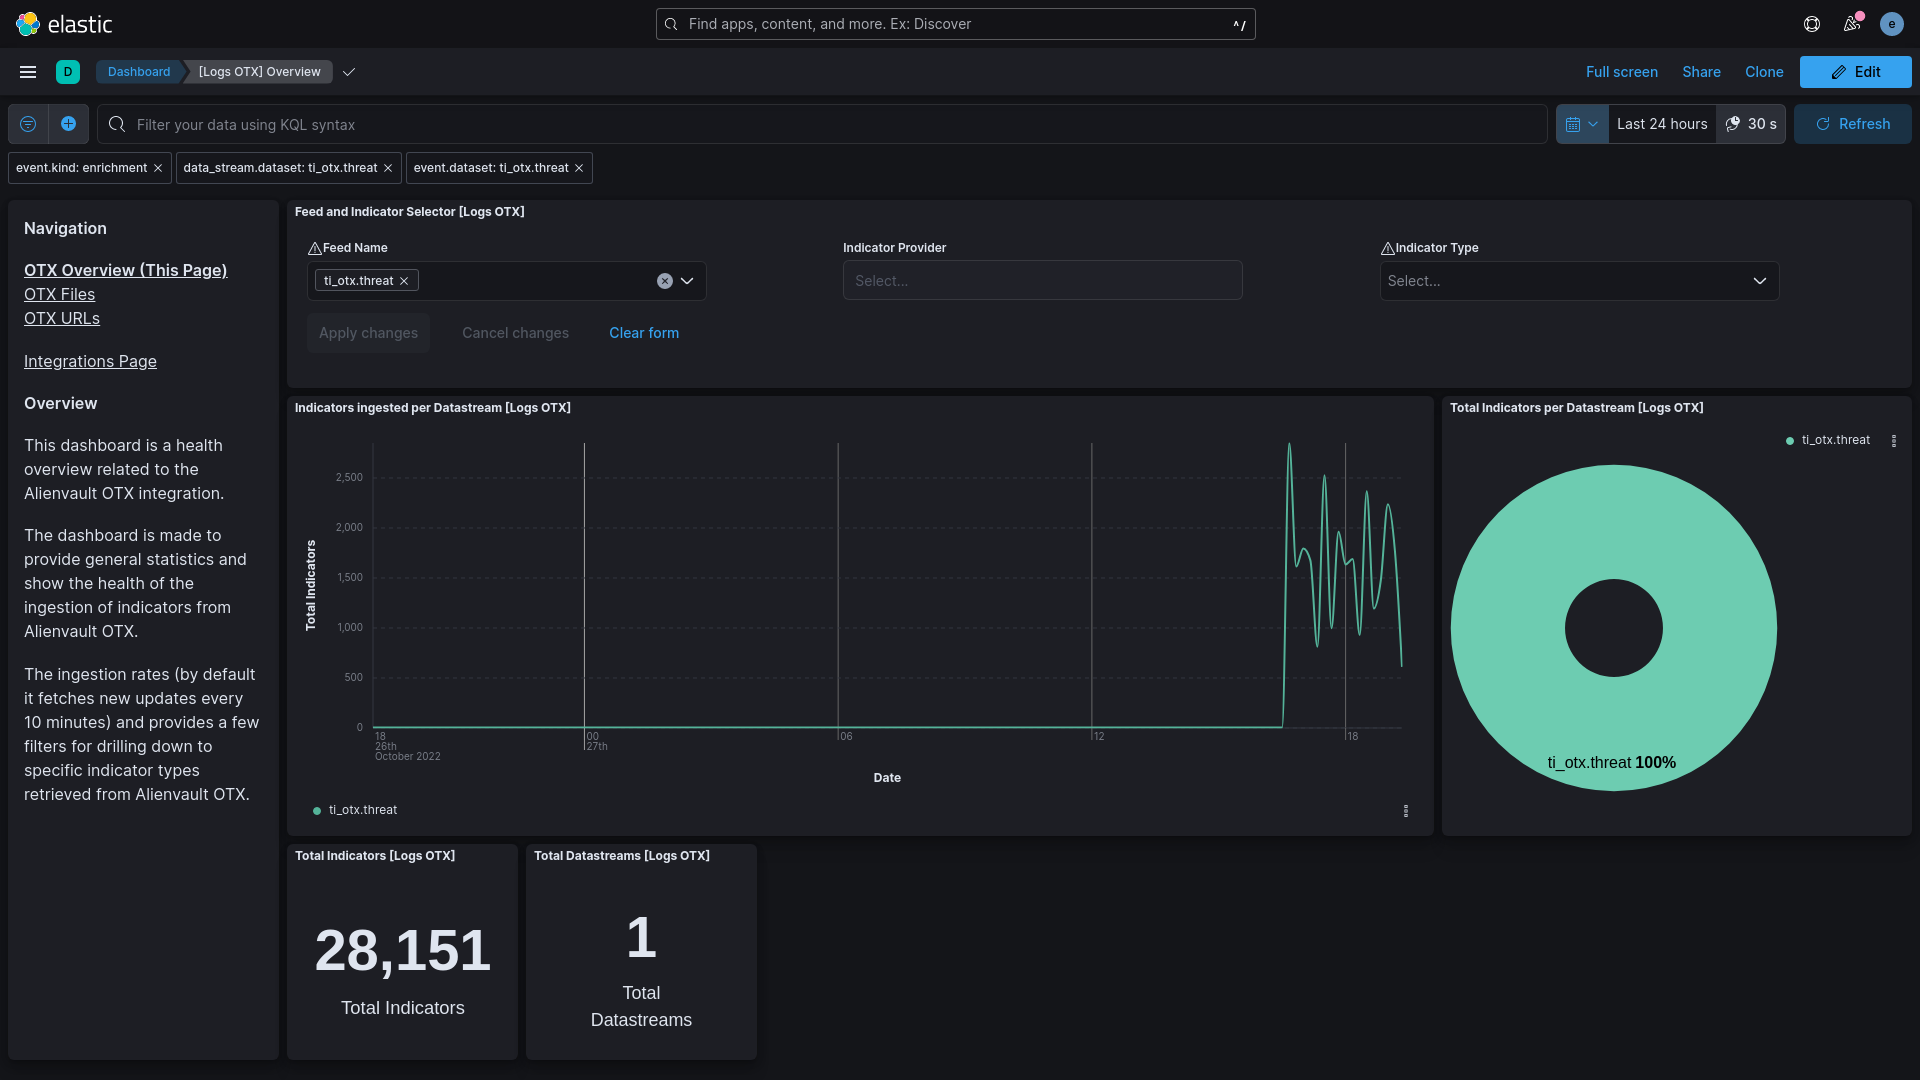 elastic
Find apps, content, and more. Ex: Discover
^/
e
D
Dashboard
[Logs OTX] Overview
Full screen
Share
Clone
Edit
Filter your data using KQL syntax
Last 24 hours
30 s
Refresh
event.kind: enrichment
data_stream.dataset: ti_otx.threat
event.dataset: ti_otx.threat
Navigation
OTX Overview (This Page)
OTX Files
OTX URLs
Integrations Page
Overview
This dashboard is a health
overview related to the
Alienvault OTX integration.
The dashboard is made to
provide general statistics and
show the health of the
ingestion of indicators from
Alienvault OTX.
The ingestion rates (by default
it fetches new updates every
10 minutes) and provides a few
filters for drilling down to
specific indicator types
retrieved from Alienvault OTX.
Feed and Indicator Selector [Logs OTX]
Feed Name
ti_otx.threat
Indicator Provider
Select...
Indicator Type
Select...
Apply changes
Cancel changes
Clear form
Indicators ingested per Datastream [Logs OTX]
Total Indicators
2,500
2,000
1,500
1,000
500
0
18
26th
October 2022
00
27th
06
12
18
Date
ti_otx.threat
Total Indicators per Datastream [Logs OTX]
ti_otx.threat
ti_otx.threat 100%
Total Indicators [Logs OTX]
28,151
Total Indicators
Total Datastreams [Logs OTX]
1
Total
Datastreams